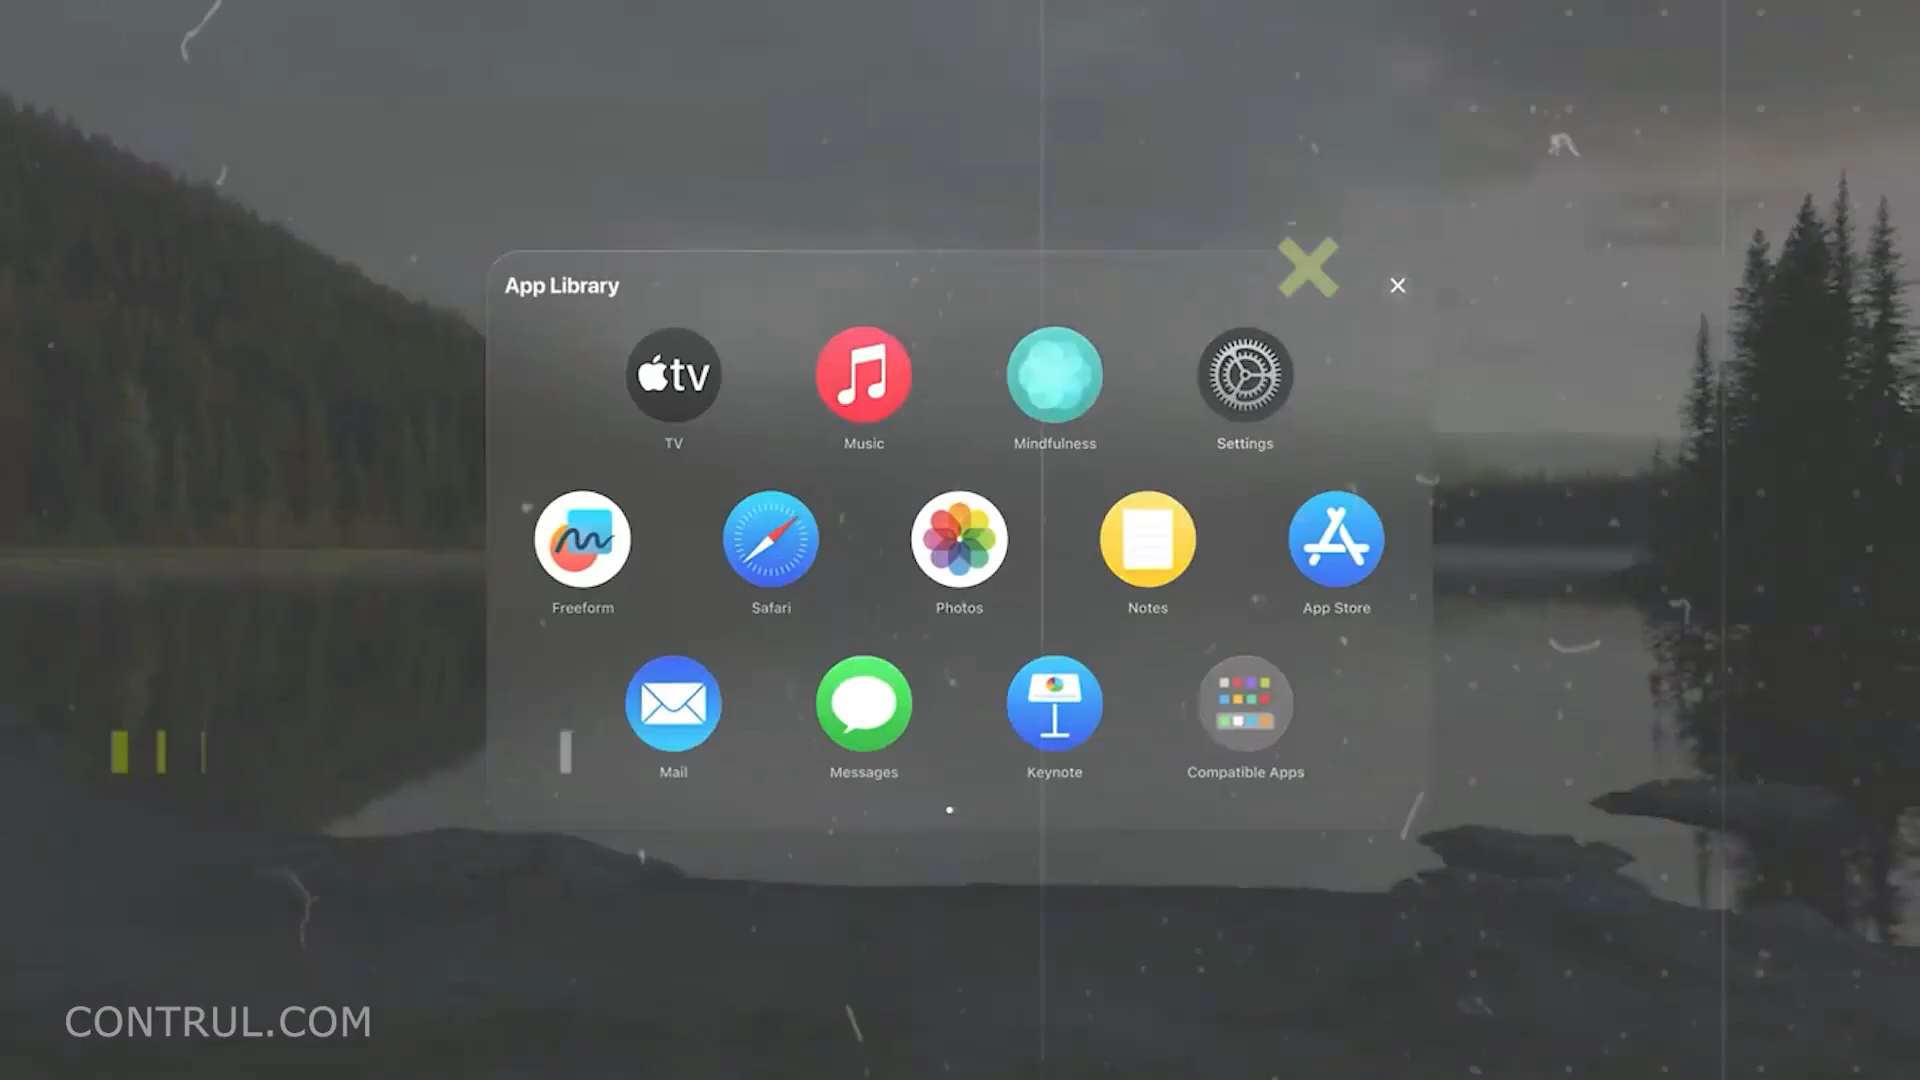 App Library
tv
TV
Music
Mindfulness
Settings
Freeform
Safari
Photos
Notes
App Store
Mail
Messages
Keynote
Compatible Apps
CONTRUL.COM